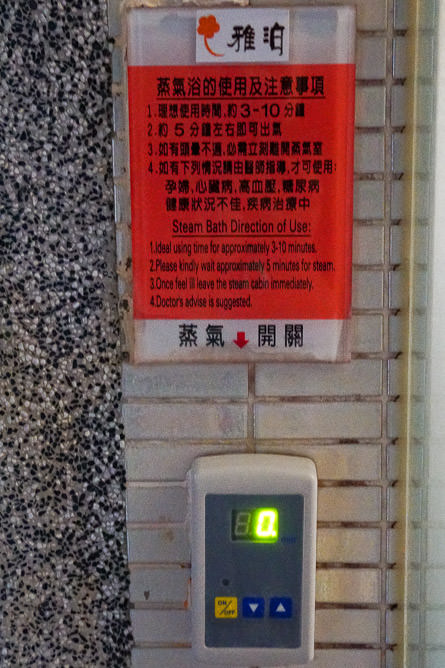 雅泊
蒸氣浴的使用及注意事項
1.理想使用時間,約3-10分鐘
2.約5分鐘左右即可出氣
3.如有頭暈不適,必需立刻離開蒸氣室
4.如有下列情況請由醫師指導,才可使用:
孕婦,心臟病,高血壓,糖尿病
健康狀況不佳,疾病治療中
Steam Bath Direction of Use:
1.Ideal using time for approximately 3-10 minutes.
2.Please kindly wait approximately 5 minutes for steam.
3.Once feel ill leave the steam cabin immediately.
4.Doctor's advise is suggested.
蒸氣 開關
0.
ON/OFF